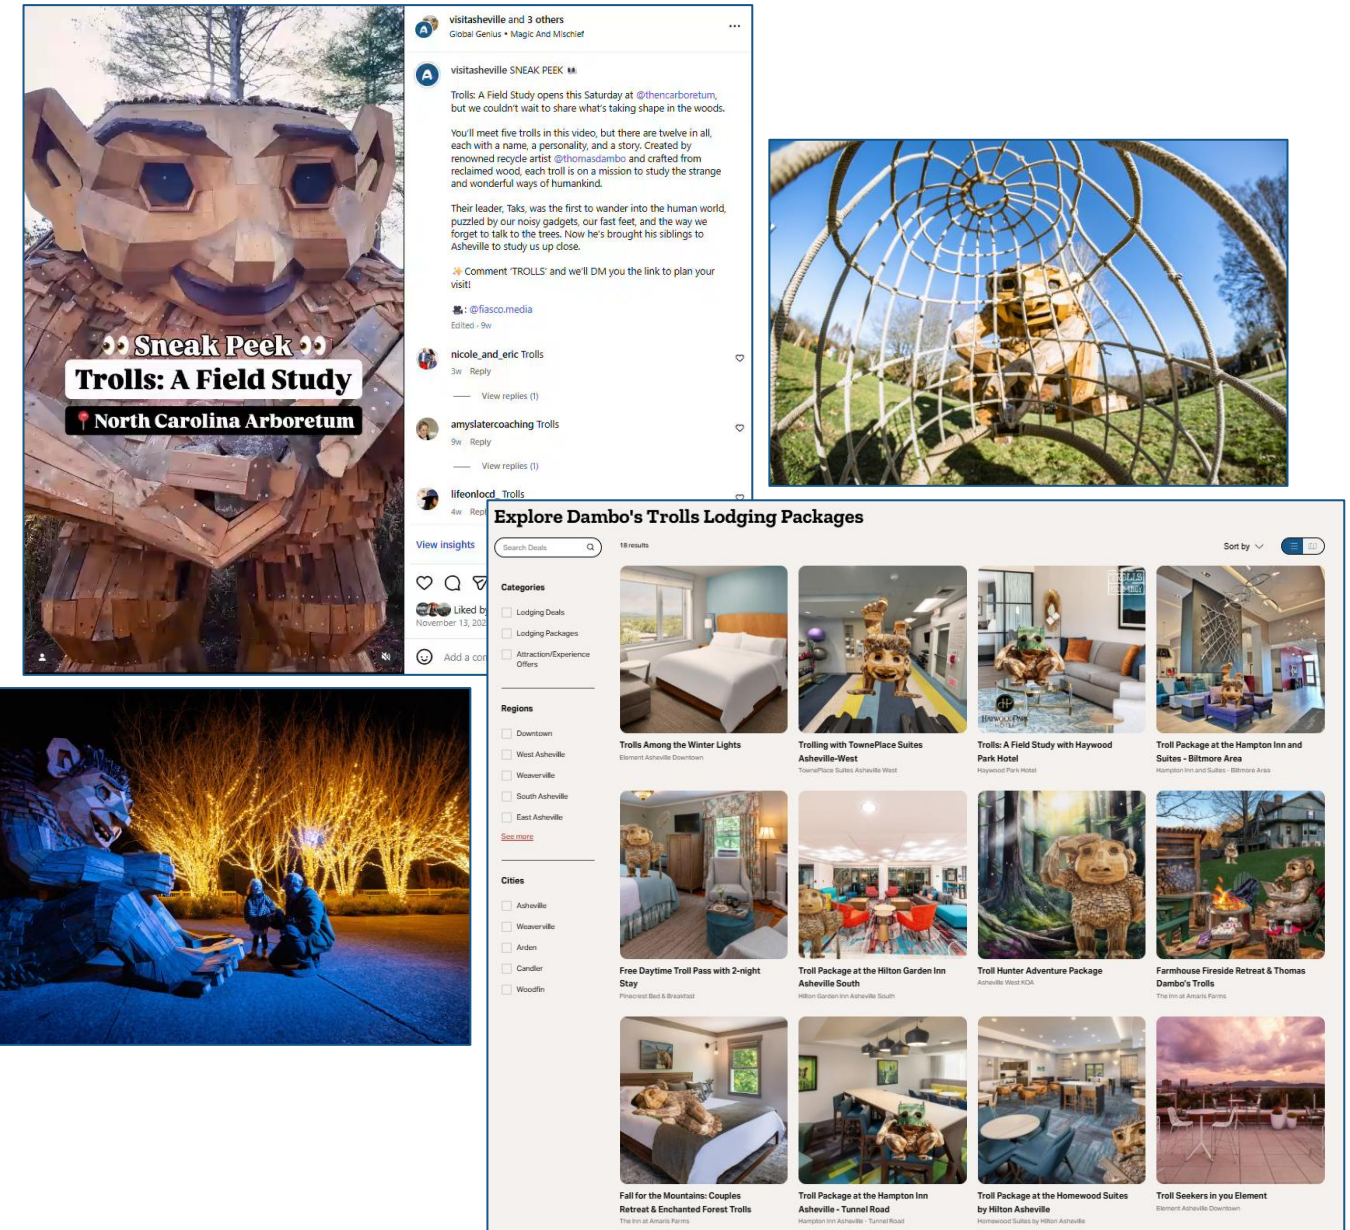 Sneak Peek
Trolls: A Field Study
North Carolina Arboretum
visitasheville and 3 others
Global Genius • Magic And Mischief
visitasheville SNEAK PEEK
Trolls: A Field Study opens this Saturday at @thencarboretum,
but we couldn't wait to share what's taking shape in the woods.
You'll meet five trolls in this video, but there are twelve in all,
each with a name, a personality, and a story. Created by
renowned recycle artist @thomasdambo and crafted from
reclaimed wood, each troll is on a mission to study the strange
and wonderful ways of humankind.
Their leader, Taks, was the first to wander into the human world,
puzzled by our noisy gadgets, our fast feet, and the way we
forget to talk to the trees. Now he's brought his siblings to
Asheville to study us up close.
Comment 'TROLLS' and we'll DM you the link to plan your
visit!
: @fiasco.media
Edited · 9w
nicole_and_eric Trolls
3w Reply
View replies (1)
amyslatercoaching Trolls
9w Reply
View replies (1)
lifeonlocd_ Trolls
4w
View insights
Liked by
November 13, 202
Add a com
Explore Dambo's Trolls Lodging Packages
Search Deals
18 results
Sort by
Categories
Lodging Deals
Lodging Packages
Attraction/Experience
Offers
Regions
Downtown
West Asheville
Weaverville
South Asheville
East Asheville
See more
Cities
Asheville
Weaverville
Arden
Candler
Woodfin
Trolls Among the Winter Lights
Element Asheville Downtown
Trolling with TownePlace Suites
Asheville-West
TownePlace Suites Asheville West
TROLLS
HAYWOOD PARK
Trolls: A Field Study with Haywood
Park Hotel
Haywood Park Hotel
Troll Package at the Hampton Inn and
Suites - Biltmore Area
Hampton Inn and Suites - Biltmore Area
Free Daytime Troll Pass with 2-night
Stay
Pinecrest Bed & Breakfast
Troll Package at the Hilton Garden Inn
Asheville South
Hilton Garden Inn Asheville South
Troll Hunter Adventure Package
Asheville West KOA
Farmhouse Fireside Retreat & Thomas
Dambo's Trolls
The Inn at Amaris Farms
Fall for the Mountains: Couples
Retreat & Enchanted Forest Trolls
The Inn at Amaris Farms
Troll Package at the Hampton Inn
Asheville - Tunnel Road
Hampton Inn Asheville - Tunnel Road
Troll Package at the Homewood Suites
by Hilton Asheville
Homewood Suites by Hilton Asheville
Troll Seekers in you Element
Element Asheville Downtown